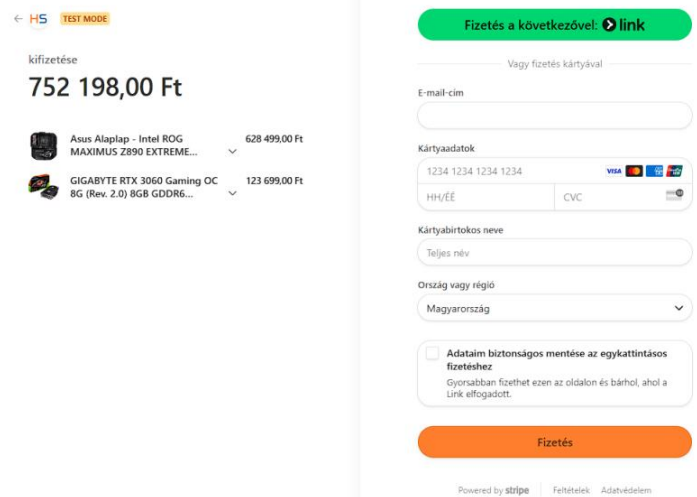 HS TEST MODE
kifizetése
752 198,00 Ft
Asus Alaplap - Intel ROG 628 499,00 Ft
MAXIMUS Z890 EXTREME...
GIGABYTE RTX 3060 Gaming OC 123 699,00 Ft
8G (Rev. 2.0) 8GB GDDR6...
Fizetés a következővel: link
Vagy fizetés kártyával
E-mail-cím
Kártyaadatok
1234 1234 1234 1234 VISA
HH/ÉÉ CVC
Kártyabirtokos neve
Teljes név
Ország vagy régió
Magyarország
Adataim biztonságos mentése az egykattintásos
fizetéshez
Gyorsabban fizethet ezen az oldalon és bárhol, ahol a
Link elfogadott.
Fizetés
Powered by stripe Feltételek Adatvédelem